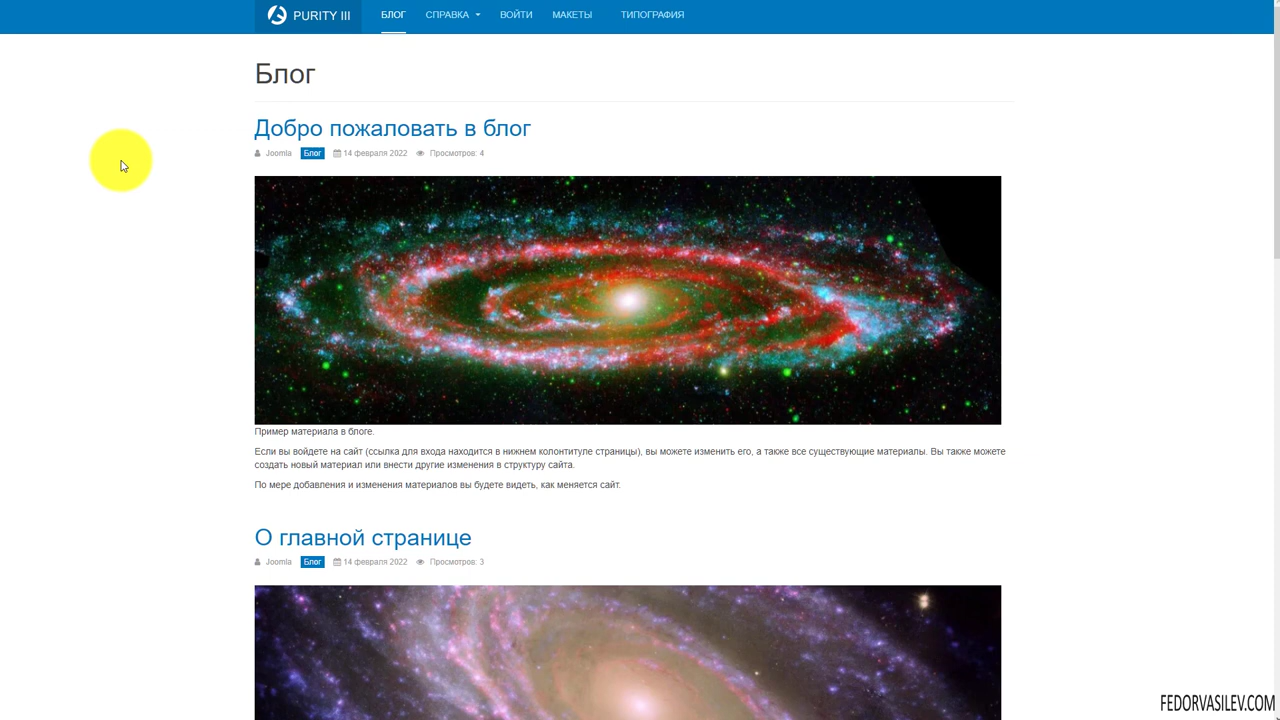 PURITY III БЛОГ СПРАВКА ВОЙТИ МАКЕТЫ ТИПОГРАФИЯ
Блог
Добро пожаловать в блог
Joomla Блог 14 февраля 2022 Просмотров: 4
Пример материала в блоге.
Если вы войдете на сайт (ссылка для входа находится в нижнем колонтитуле страницы), вы можете изменить его, а также все существующие материалы. Вы также можете
создать новый материал или внести другие изменения в структуру сайта.
По мере добавления и изменения материалов вы будете видеть, как меняется сайт.
О главной странице
Joomla Блог 14 февраля 2022 Просмотров: 3
FEDORVASILEV.COM